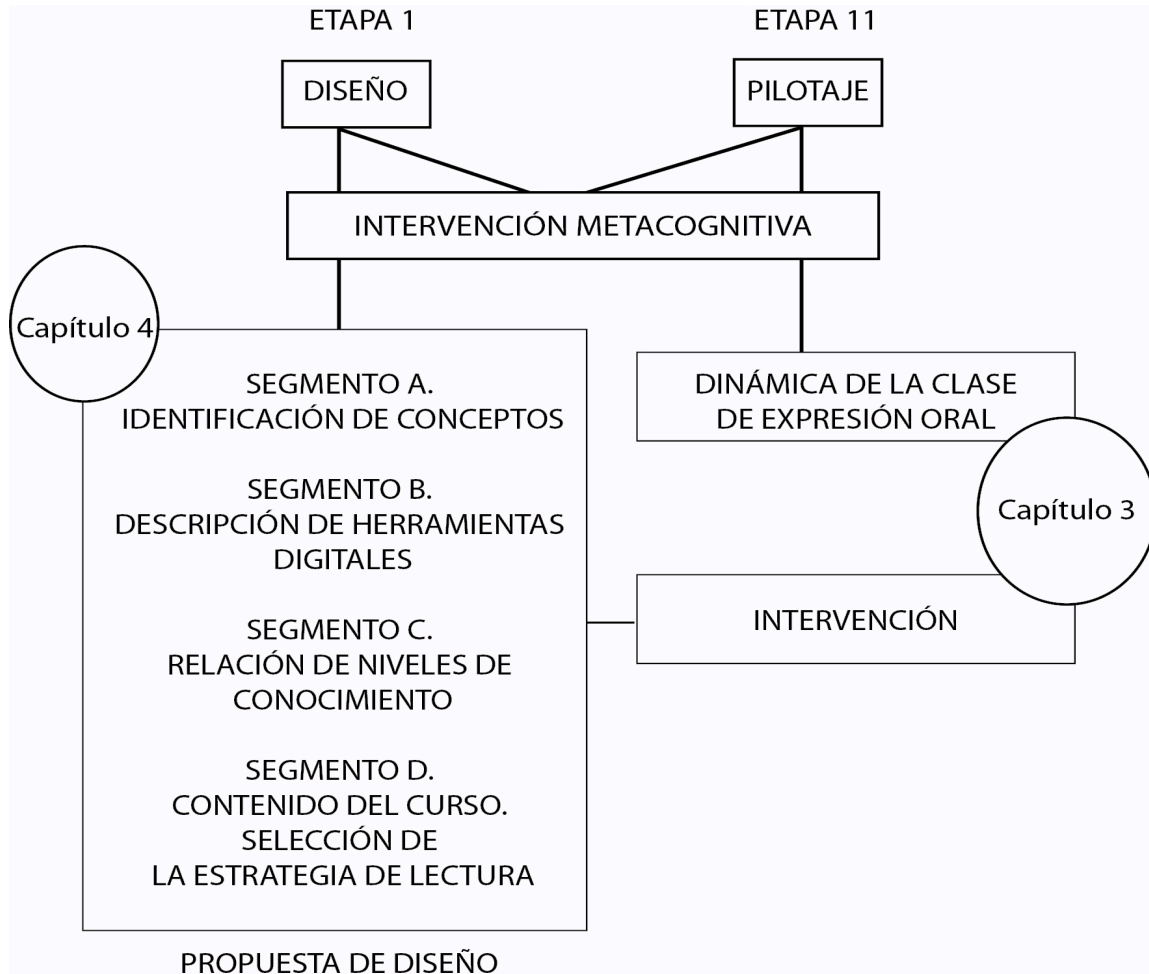 ETAPA 1
ETAPA 11
DISEÑO
PILOTAJE
INTERVENCIÓN METACOGNITIVA
Capítulo 4
SEGMENTO A.
IDENTIFICACIÓN DE CONCEPTOS
SEGMENTO B.
DESCRIPCIÓN DE HERRAMIENTAS
DIGITALES
SEGMENTO C.
RELACIÓN DE NIVELES DE
CONOCIMIENTO
SEGMENTO D.
CONTENIDO DEL CURSO.
SELECCIÓN DE
LA ESTRATEGIA DE LECTURA
PROPUESTA DE DISEÑO
DINÁMICA DE LA CLASE
DE EXPRESIÓN ORAL
Capítulo 3
INTERVENCIÓN